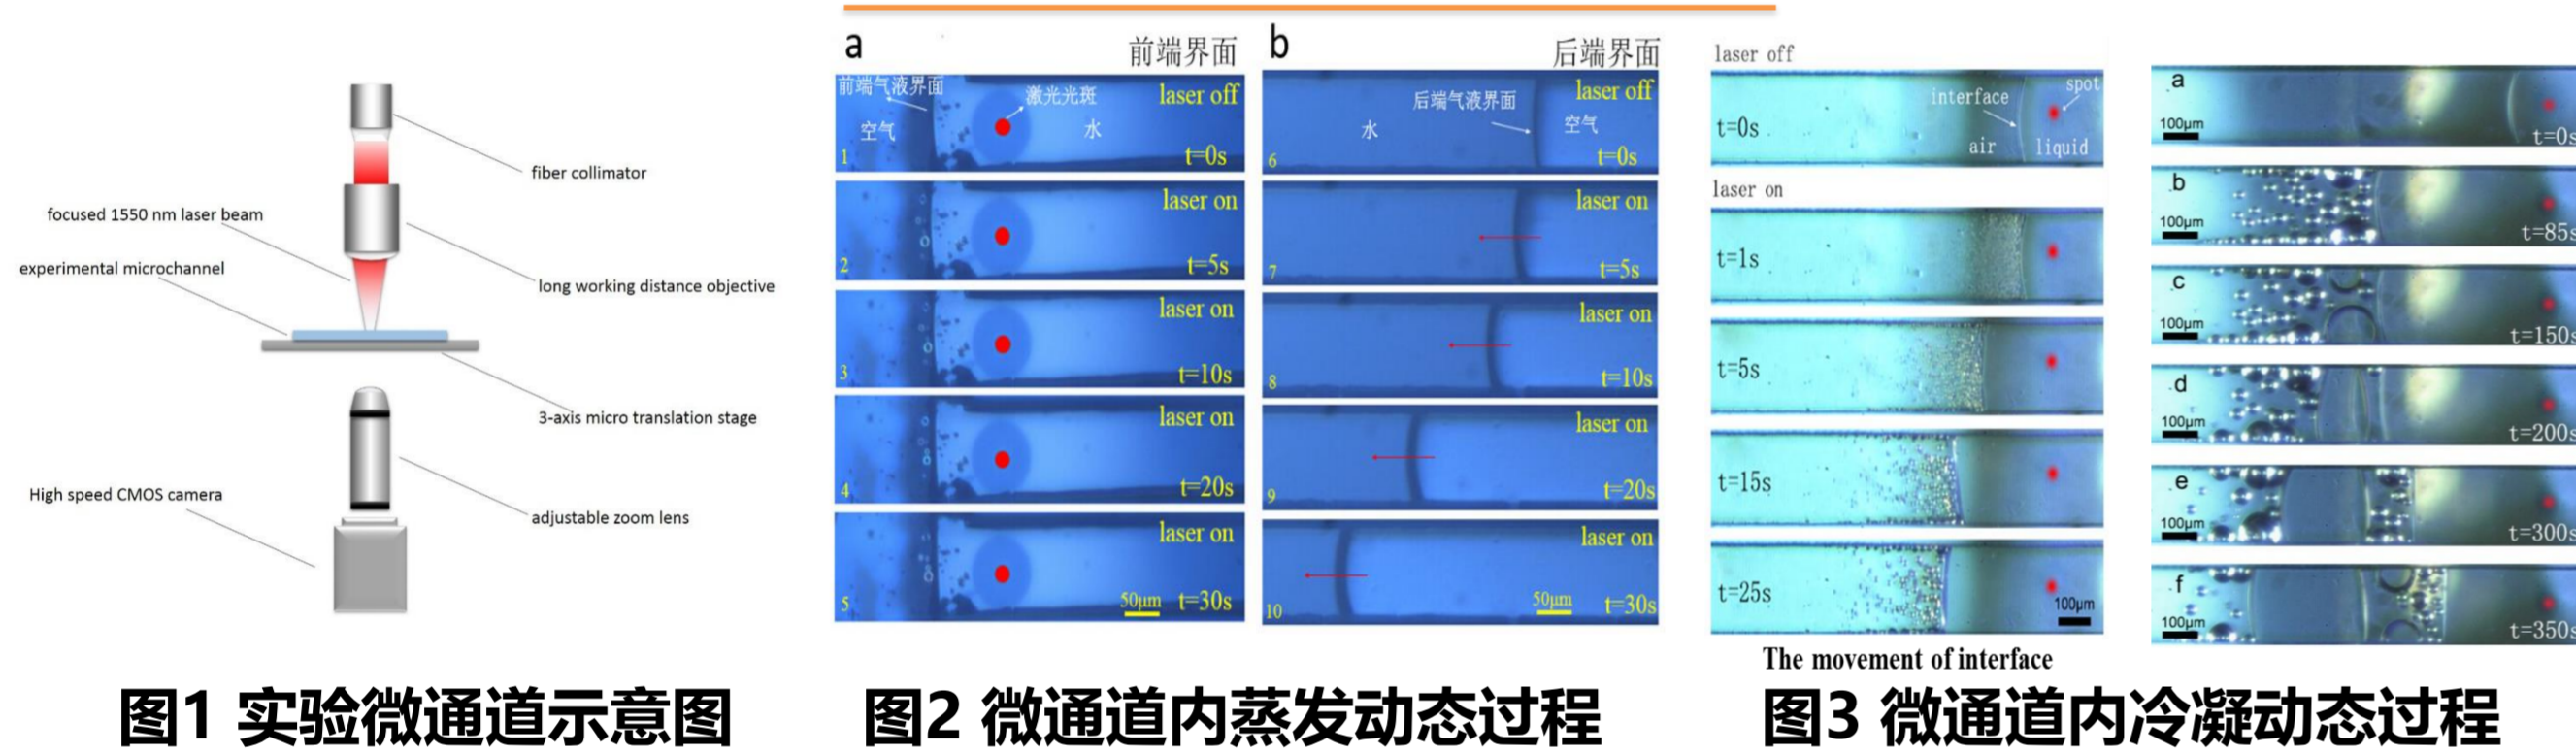 fiber collimator
focused 1550 nm laser beam
experimental microchannel
long working distance objective
3-axis micro translation stage
High speed CMOS camera
adjustable zoom lens
图1 实验微通道示意图
a
前端界面
前端气液界面
激光光斑
laser off
空气
水
1
t=0s
laser on
2
t=5s
laser on
3
t=10s
laser on
4
t=20s
laser on
5
50μm
t=30s
b
后端界面
laser off
后端气液界面
水
空气
6
t=0s
laser on
7
t=5s
laser on
8
t=10s
laser on
9
t=20s
laser on
10
50μm
t=30s
图2 微通道内蒸发动态过程
laser off
spot
interface
t=0s
air
liquid
laser on
t=1s
t=5s
t=15s
t=25s
100μm
The movement of interface
a
100μm
t=0s
b
100μm
t=85s
c
100μm
t=150s
d
100μm
t=200s
e
100μm
t=300s
f
100μm
t=350s
图3 微通道内冷凝动态过程